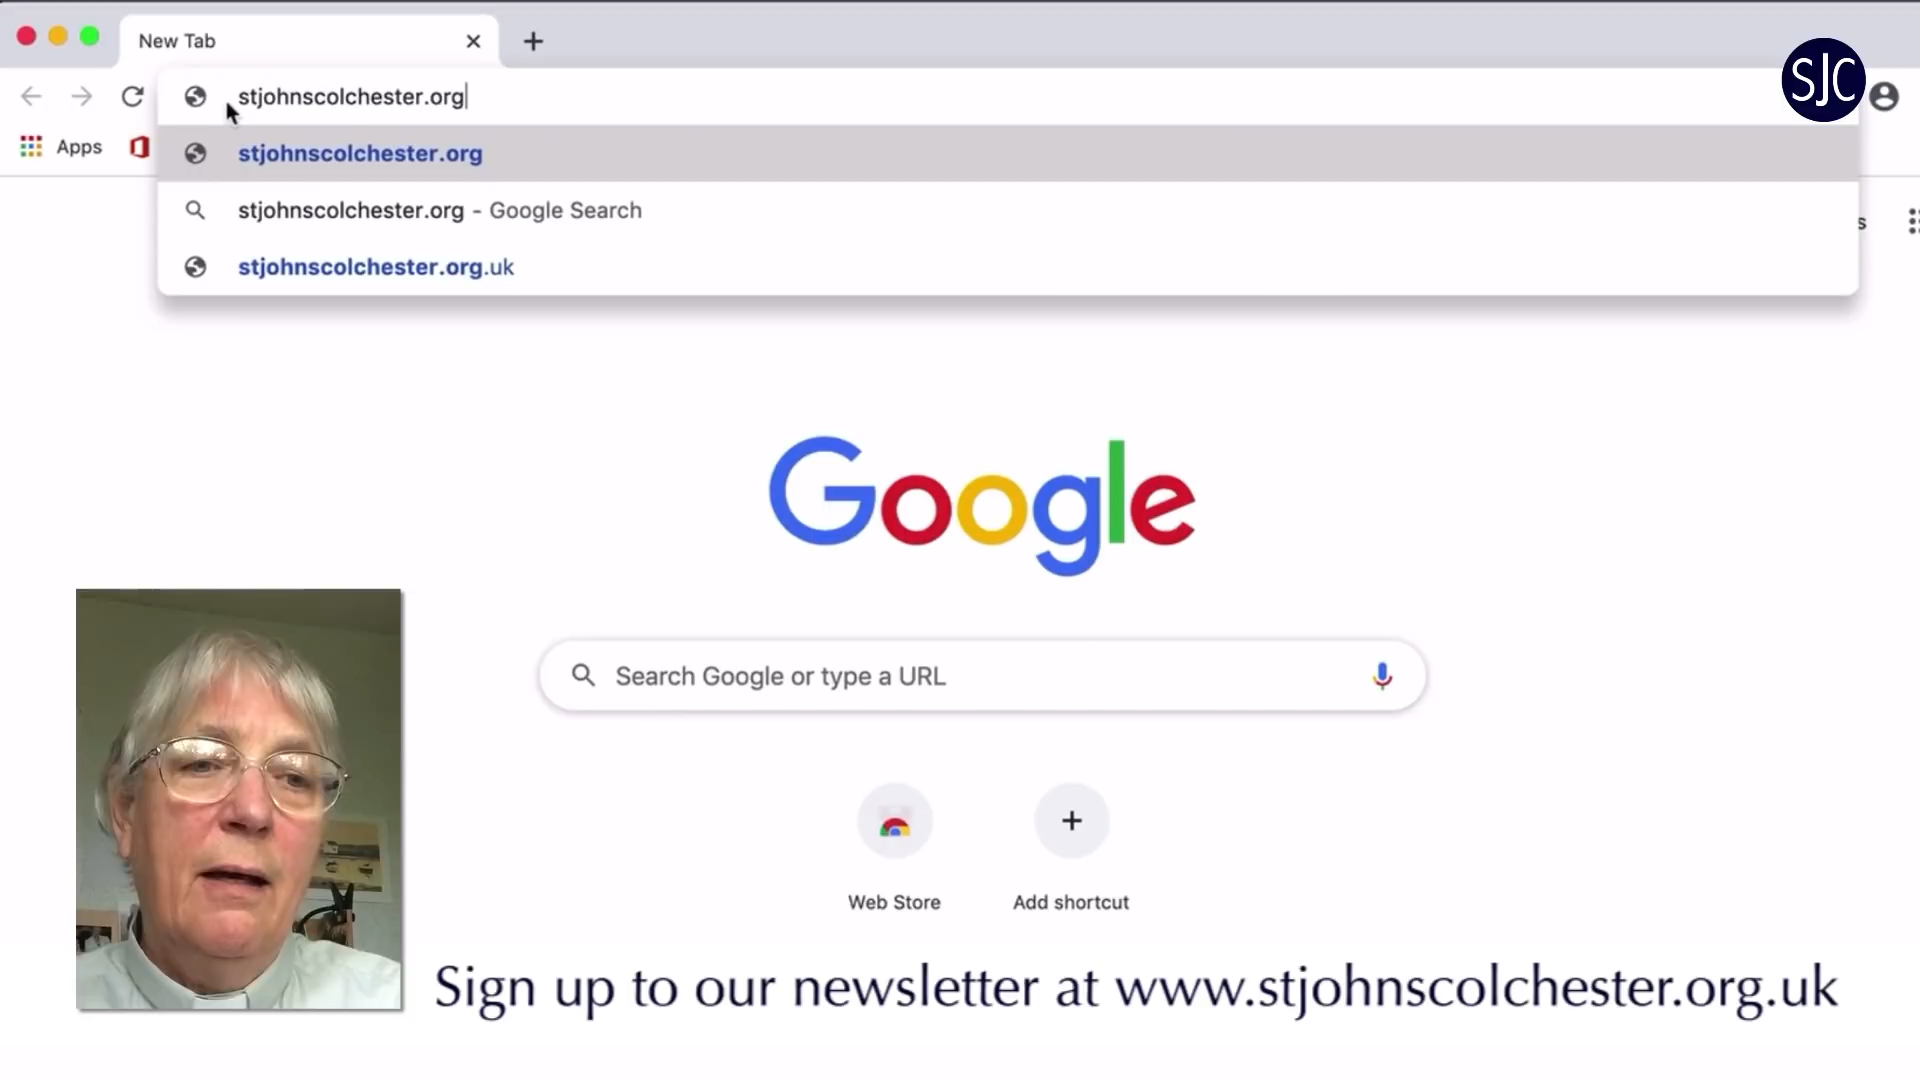 New Tab
stjohnscolchester.org
SJC
Apps
stjohnscolchester.org
stjohnscolchester.org - Google Search
s
stjohnscolchester.org.uk
Google
Search Google or type a URL
Web Store
Add shortcut
Sign up to our newsletter at www.stjohnscolchester.org.uk